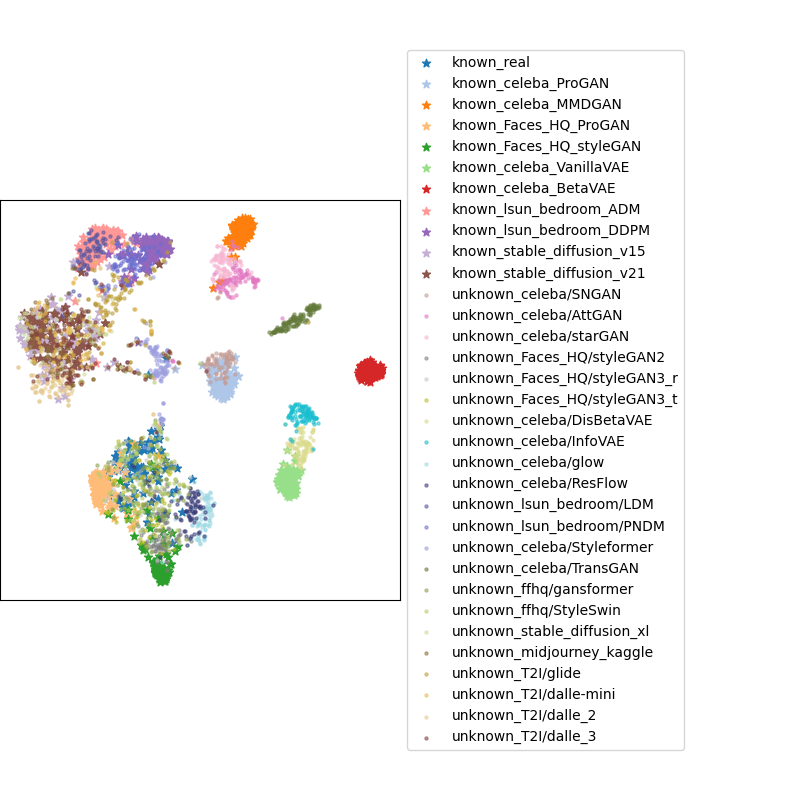 known_real
known_celeba_ProGAN
known_celeba_MMDGAN
known_Faces_HQ_ProGAN
known_Faces_HQ_styleGAN
known_celeba_VanillaVAE
known_celeba_BetaVAE
known_lsun_bedroom_ADM
known_lsun_bedroom_DDPM
known_stable_diffusion_v15
known_stable_diffusion_v21
unknown_celeba/SNGAN
unknown_celeba/AttGAN
unknown_celeba/starGAN
unknown_Faces_HQ/styleGAN2
unknown_Faces_HQ/styleGAN3_r
unknown_Faces_HQ/styleGAN3_t
unknown_celeba/DisBetaVAE
unknown_celeba/InfoVAE
unknown_celeba/glow
unknown_celeba/ResFlow
unknown_lsun_bedroom/LDM
unknown_lsun_bedroom/PNDM
unknown_celeba/Styleformer
unknown_celeba/TransGAN
unknown_ffhq/gansformer
unknown_ffhq/StyleSwin
unknown_stable_diffusion_xl
unknown_midjourney_kaggle
unknown_T2I/glide
unknown_T2I/dalle-mini
unknown_T2I/dalle_2
unknown_T2I/dalle_3